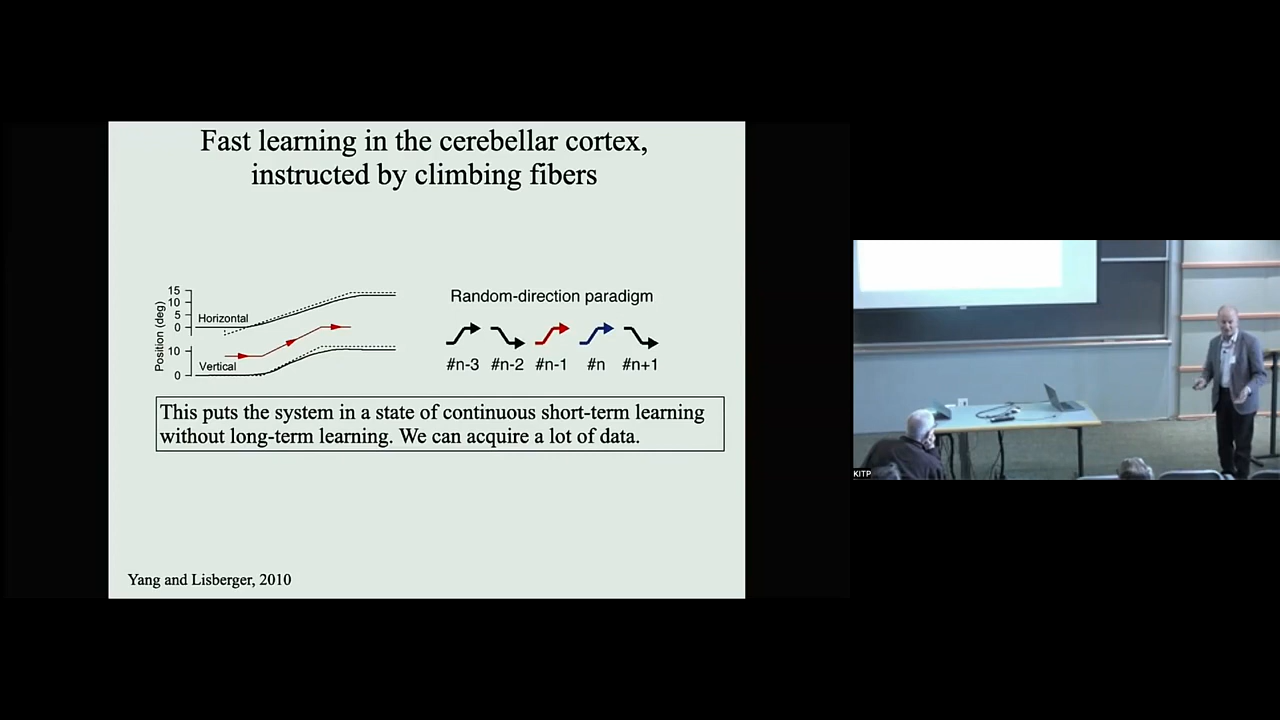 Fast learning in the cerebellar cortex,
instructed by climbing fibers
Position (deg)
15
10
5
0
Horizontal
10
0
Vertical
Random-direction paradigm
#n-3 #n-2 #n-1 #n #n+1
This puts the system in a state of continuous short-term learning
without long-term learning. We can acquire a lot of data.
Yang and Lisberger, 2010
KITP